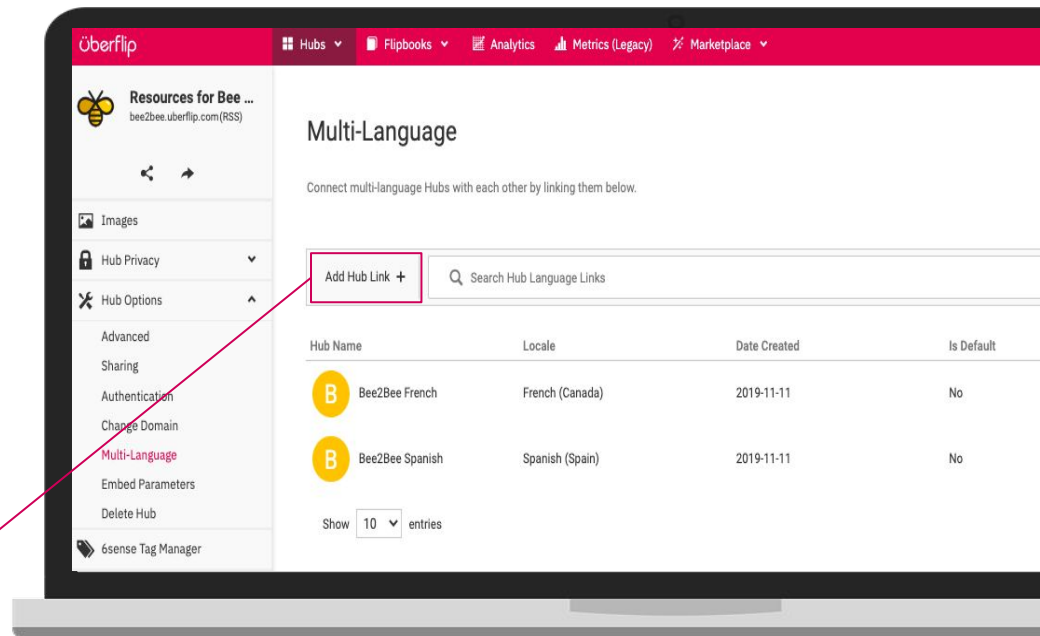 Überflip
Hubs
Flipbooks
Analytics
Metrics (Legacy)
Marketplace
Resources for Bee ...
bee2bee.uberflip.com(RSS)
Images
Hub Privacy
Hub Options
Advanced
Sharing
Authentication
Change Domain
Multi-Language
Embed Parameters
Delete Hub
6sense Tag Manager
Multi-Language
Connect multi-language Hubs with each other by linking them below.
Add Hub Link +
Search Hub Language Links
Hub Name Locale Date Created Is Default
B Bee2Bee French French (Canada) 2019-11-11 No
B Bee2Bee Spanish Spanish (Spain) 2019-11-11 No
Show 10 entries